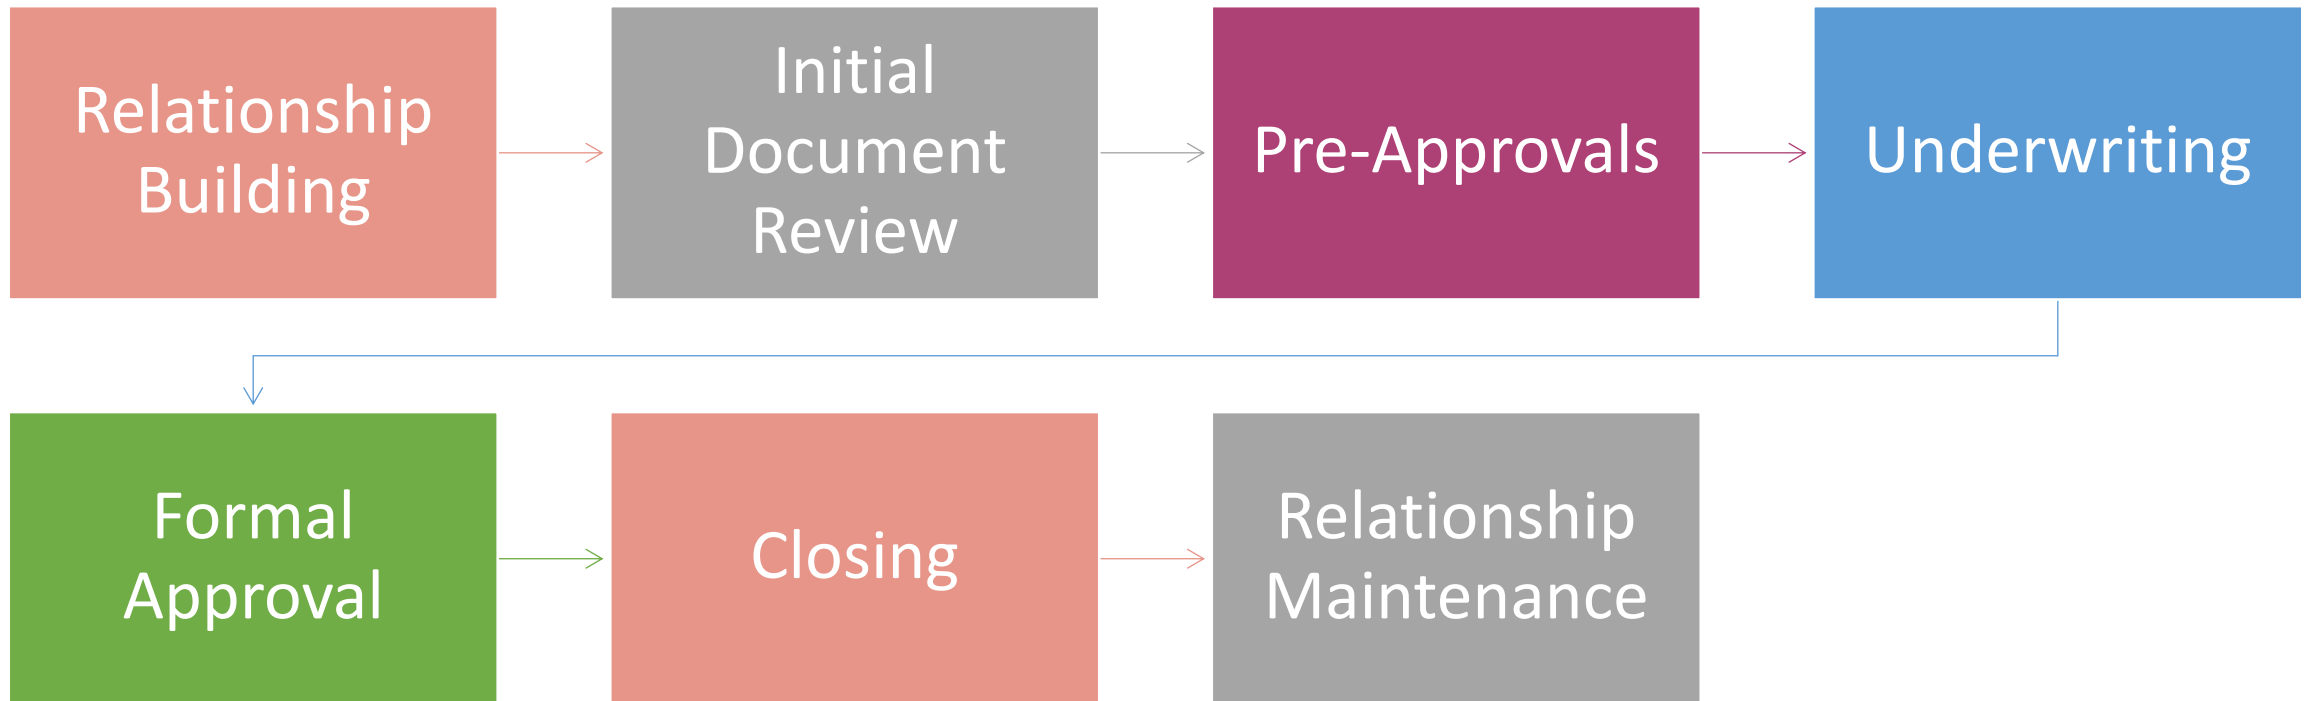 Relationship
Building
Initial
Document
Review
Pre-Approvals
Underwriting
Formal
Approval
Closing
Relationship
Maintenance